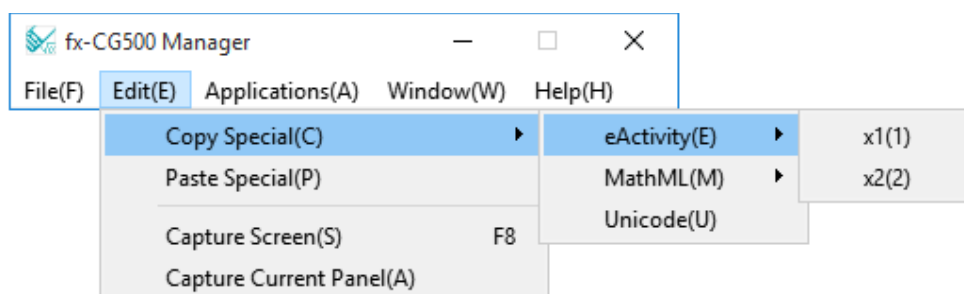 fx-CG500 Manager
File(F) Edit(E) Applications(A) Window(W) Help(H)
Copy Special(C) eActivity(E) x1(1)
Paste Special(P) MathML(M) x2(2)
Unicode(U)
Capture Screen(S) F8
Capture Current Panel(A)